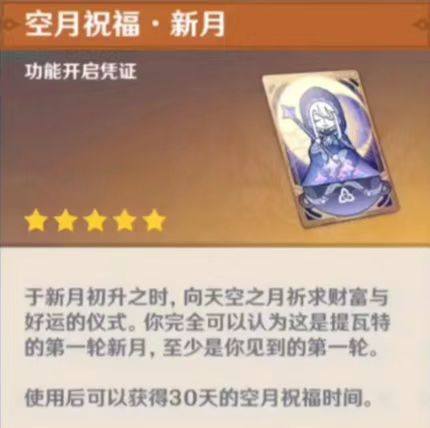 空月祝福·新月
功能开启凭证
于新月初升之时,向天空之月祈求财富与
好运的仪式。你完全可以认为这是提瓦特
的第一轮新月,至少是你见到的第一轮。
使用后可以获得30天的空月祝福时间。